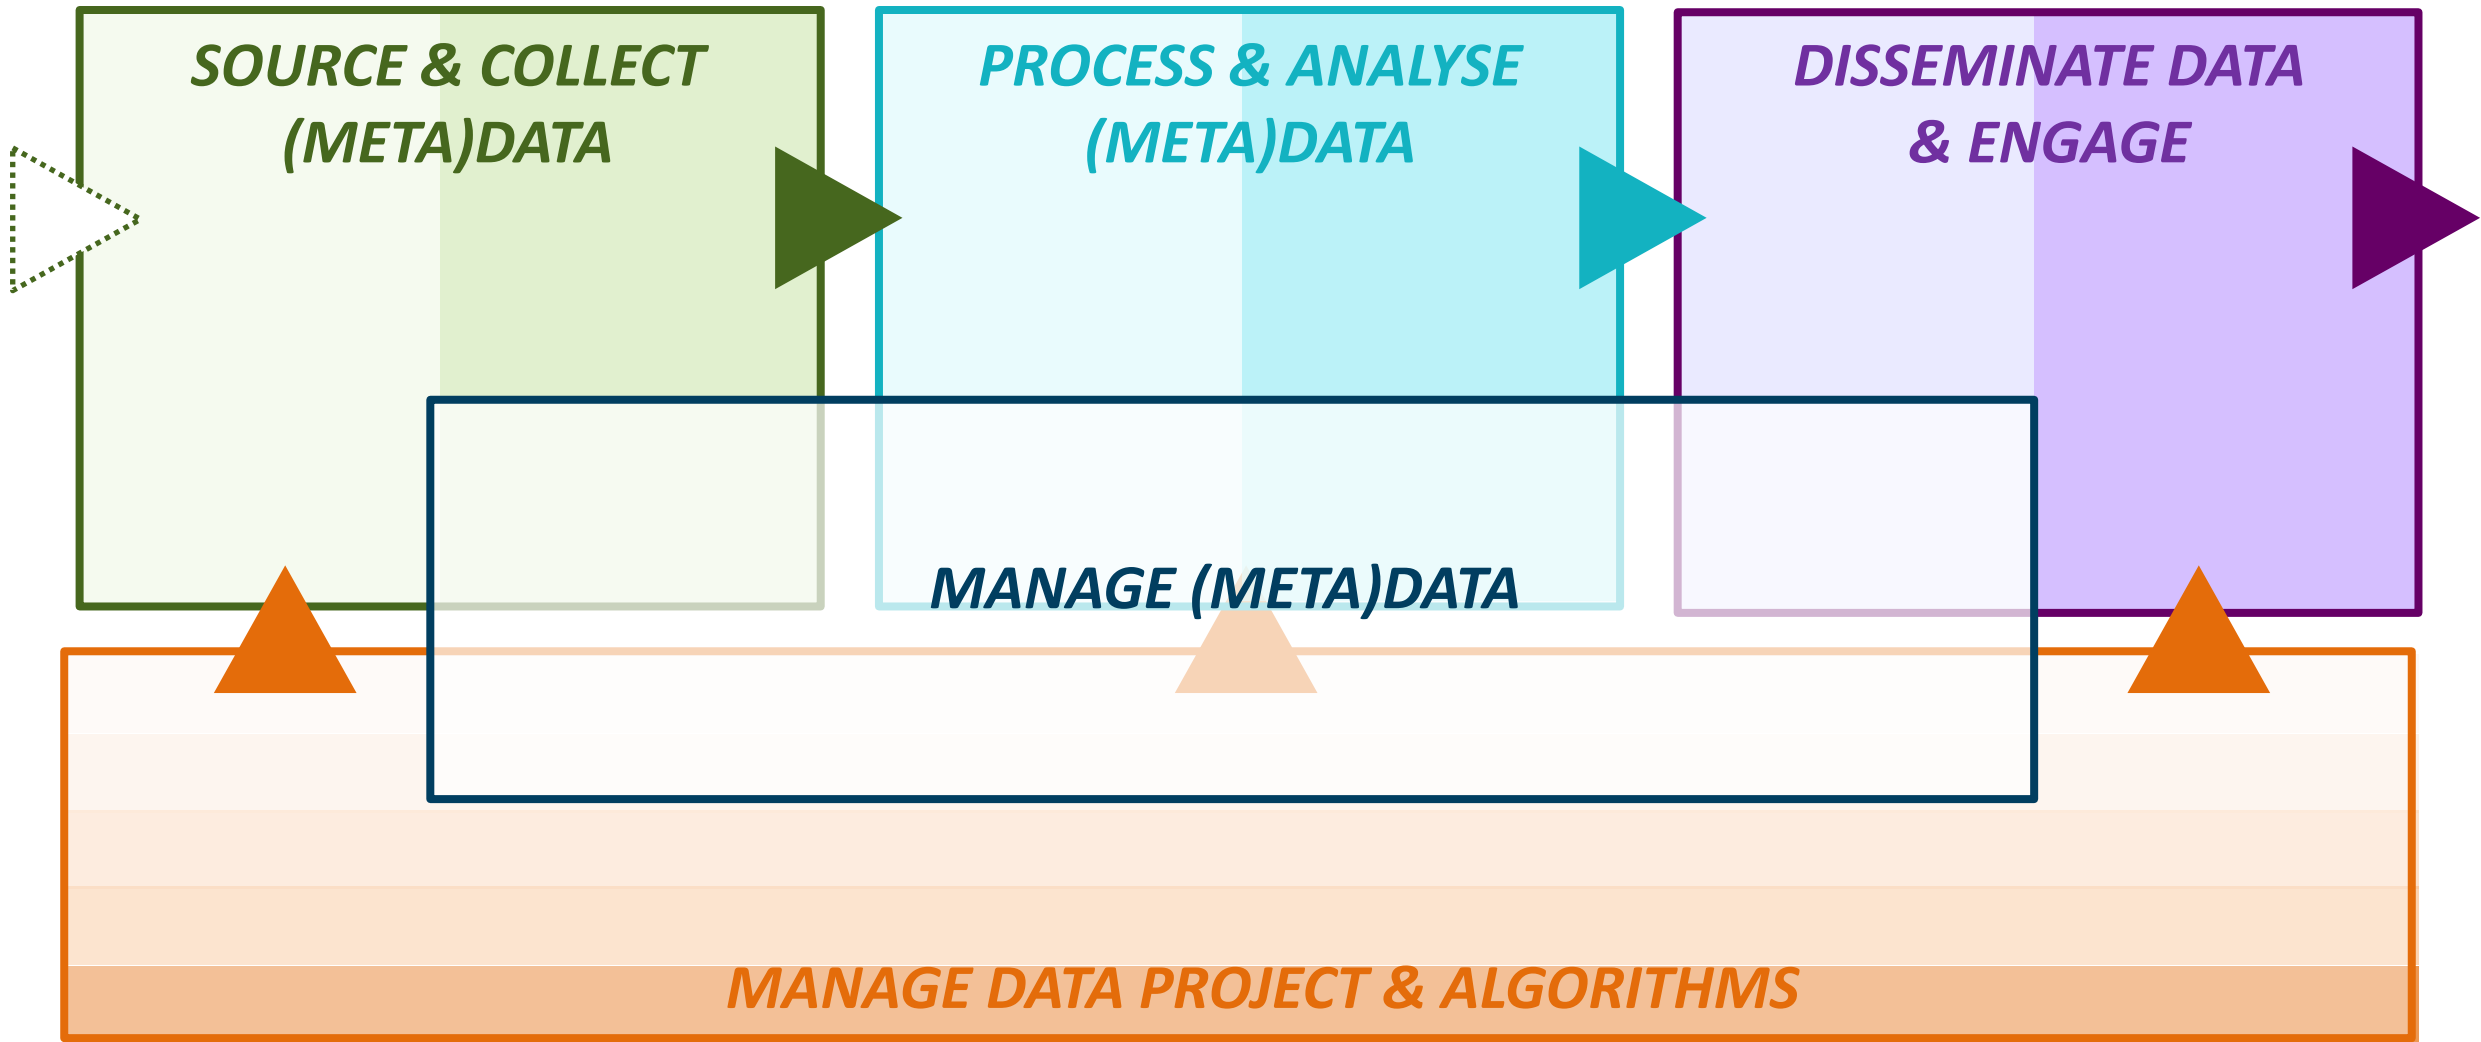 SOURCE & COLLECT
(META)DATA
PROCESS & ANALYSE
(META)DATA
DISSEMINATE DATA
& ENGAGE
MANAGE (META)DATA
MANAGE DATA PROJECT & ALGORITHMS